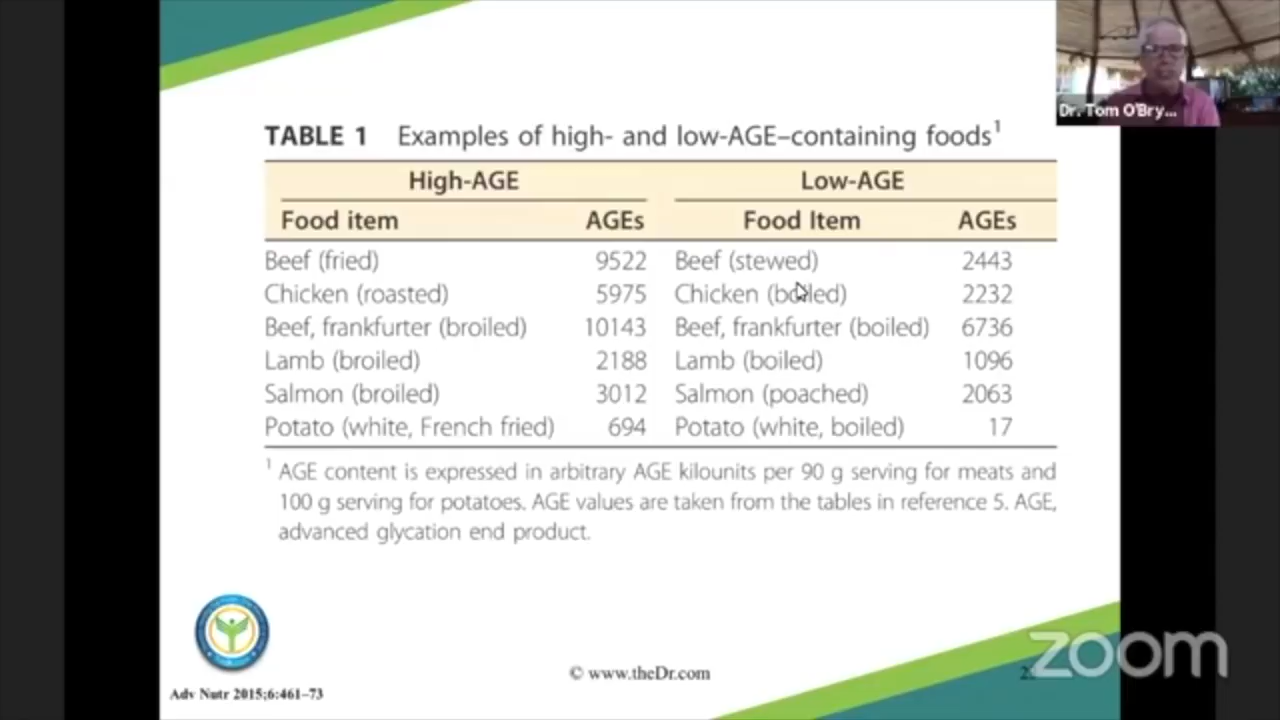 Dr. Tom O'Bry...
TABLE 1 Examples of high- and low-AGE–containing foods1
High-AGE Low-AGE
Food item AGEs Food Item AGEs
Beef (fried) 9522 Beef (stewed) 2443
Chicken (roasted) 5975 Chicken (boiled) 2232
Beef, frankfurter (broiled) 10143 Beef, frankfurter (boiled) 6736
Lamb (broiled) 2188 Lamb (boiled) 1096
Salmon (broiled) 3012 Salmon (poached) 2063
Potato (white, French fried) 694 Potato (white, boiled) 17
1 AGE content is expressed in arbitrary AGE kilounits per 90 g serving for meats and
100 g serving for potatoes. AGE values are taken from the tables in reference 5. AGE,
advanced glycation end product.
© www.theDr.com
zoom
Adv Nutr 2015;6:461–73